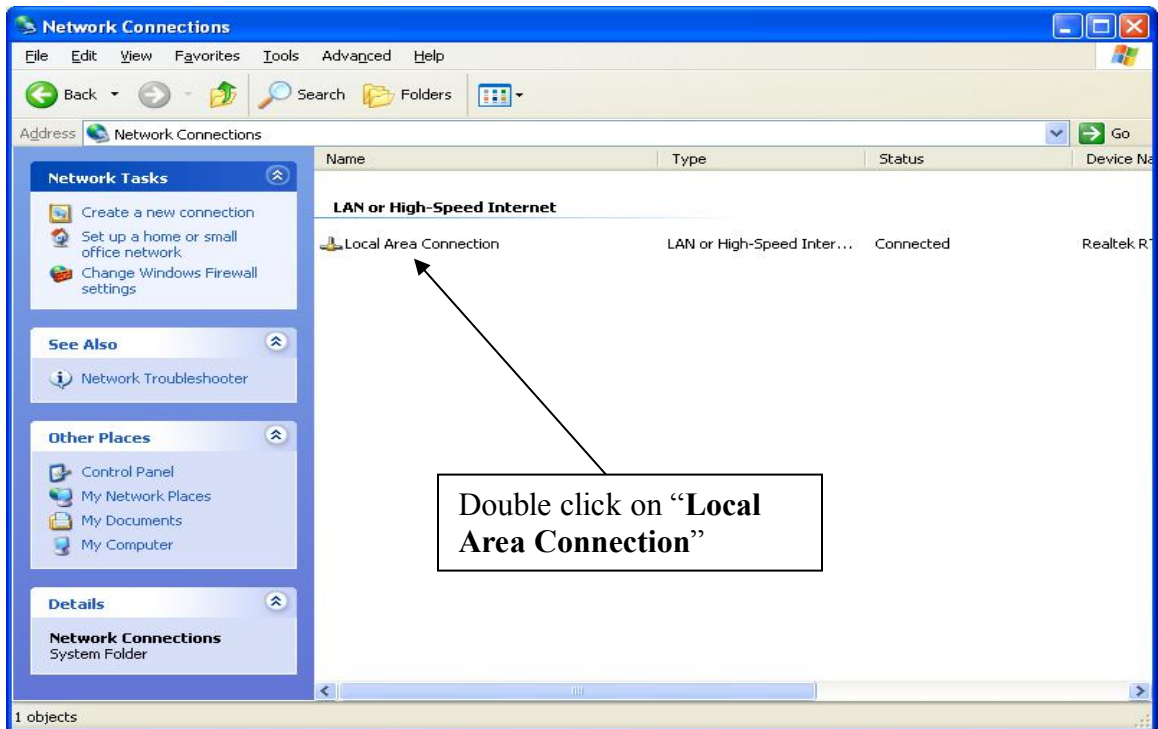 Network Connections
File Edit View Favorites Tools Advanced Help
Back Search Folders
Address Network Connections Go
Name Type Status Device Na
Network Tasks
Create a new connection
Set up a home or small
office network
Change Windows Firewall
settings
LAN or High-Speed Internet
Local Area Connection LAN or High-Speed Inter... Connected Realtek RT
See Also
Network Troubleshooter
Other Places
Control Panel
My Network Places
My Documents
My Computer
Double click on “Local
Area Connection”
Details
Network Connections
System Folder
1 objects